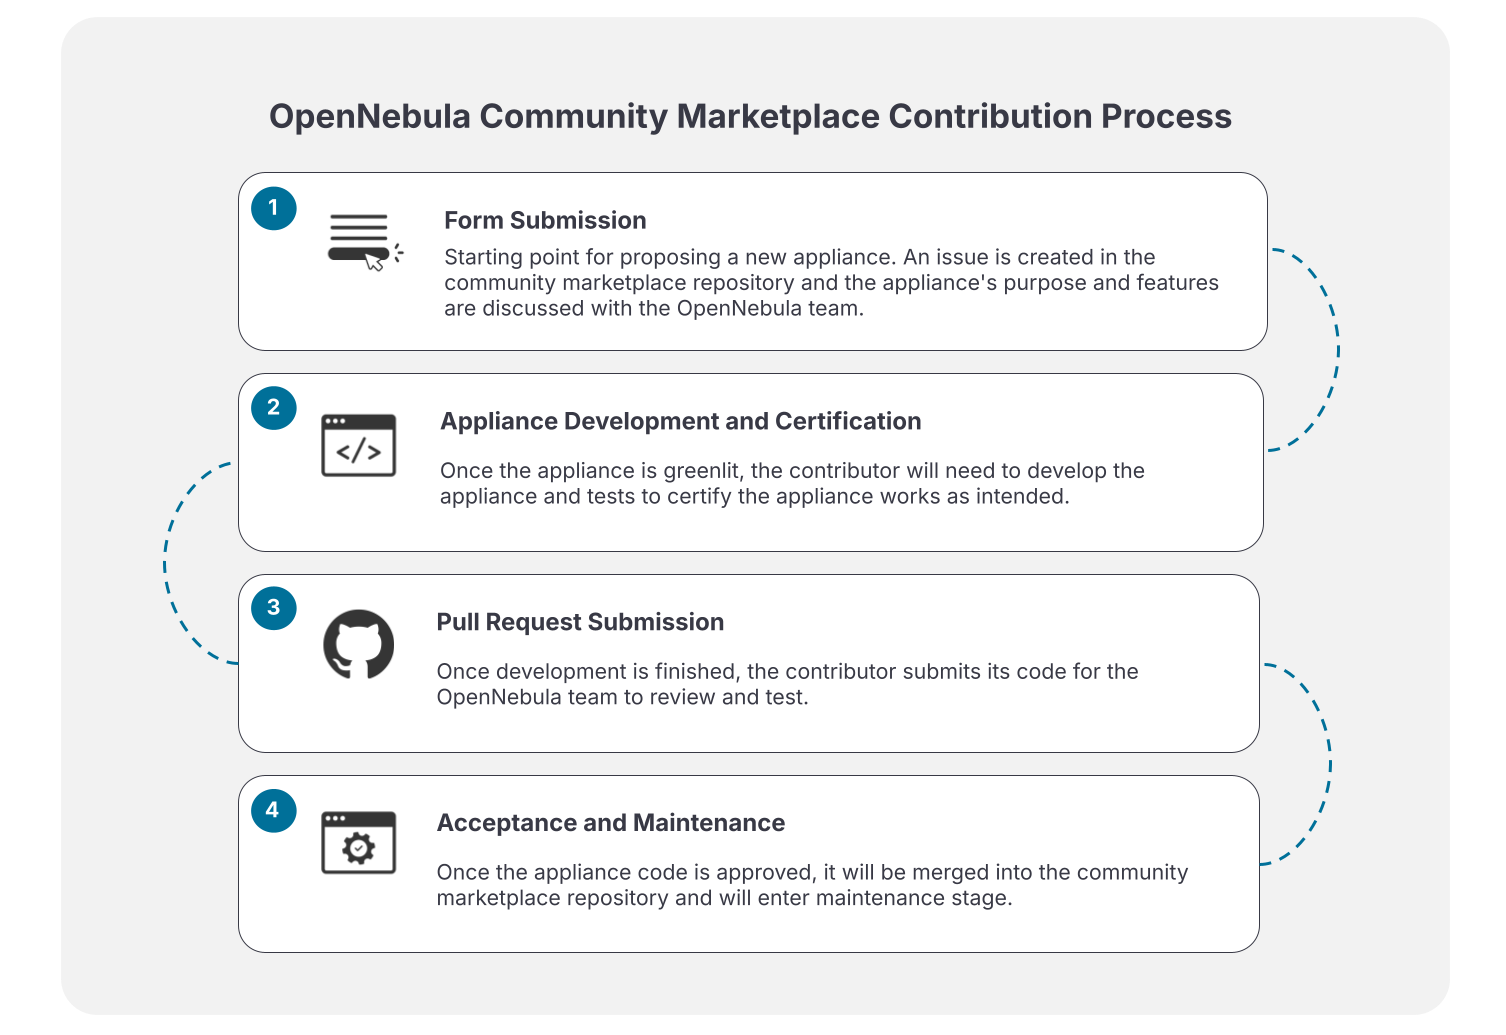 OpenNebula Community Marketplace Contribution Process
1
Form Submission
Starting point for proposing a new appliance. An issue is created in the
community marketplace repository and the appliance's purpose and features
are discussed with the OpenNebula team.
2
Appliance Development and Certification
</>
Once the appliance is greenlit, the contributor will need to develop the
appliance and tests to certify the appliance works as intended.
3
Pull Request Submission
Once development is finished, the contributor submits its code for the
OpenNebula team to review and test.
4
Acceptance and Maintenance
Once the appliance code is approved, it will be merged into the community
marketplace repository and will enter maintenance stage.